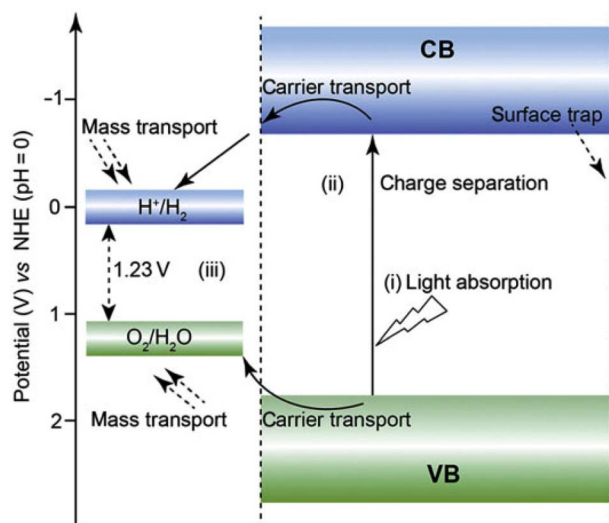 Potential (V) vs NHE (pH = 0)
−1
0
1
2
CB
Carrier transport
Mass transport
Surface trap
(ii)
Charge separation
H⁺/H₂
1.23 V
(iii)
(i) Light absorption
O₂/H₂O
Mass transport
Carrier transport
VB